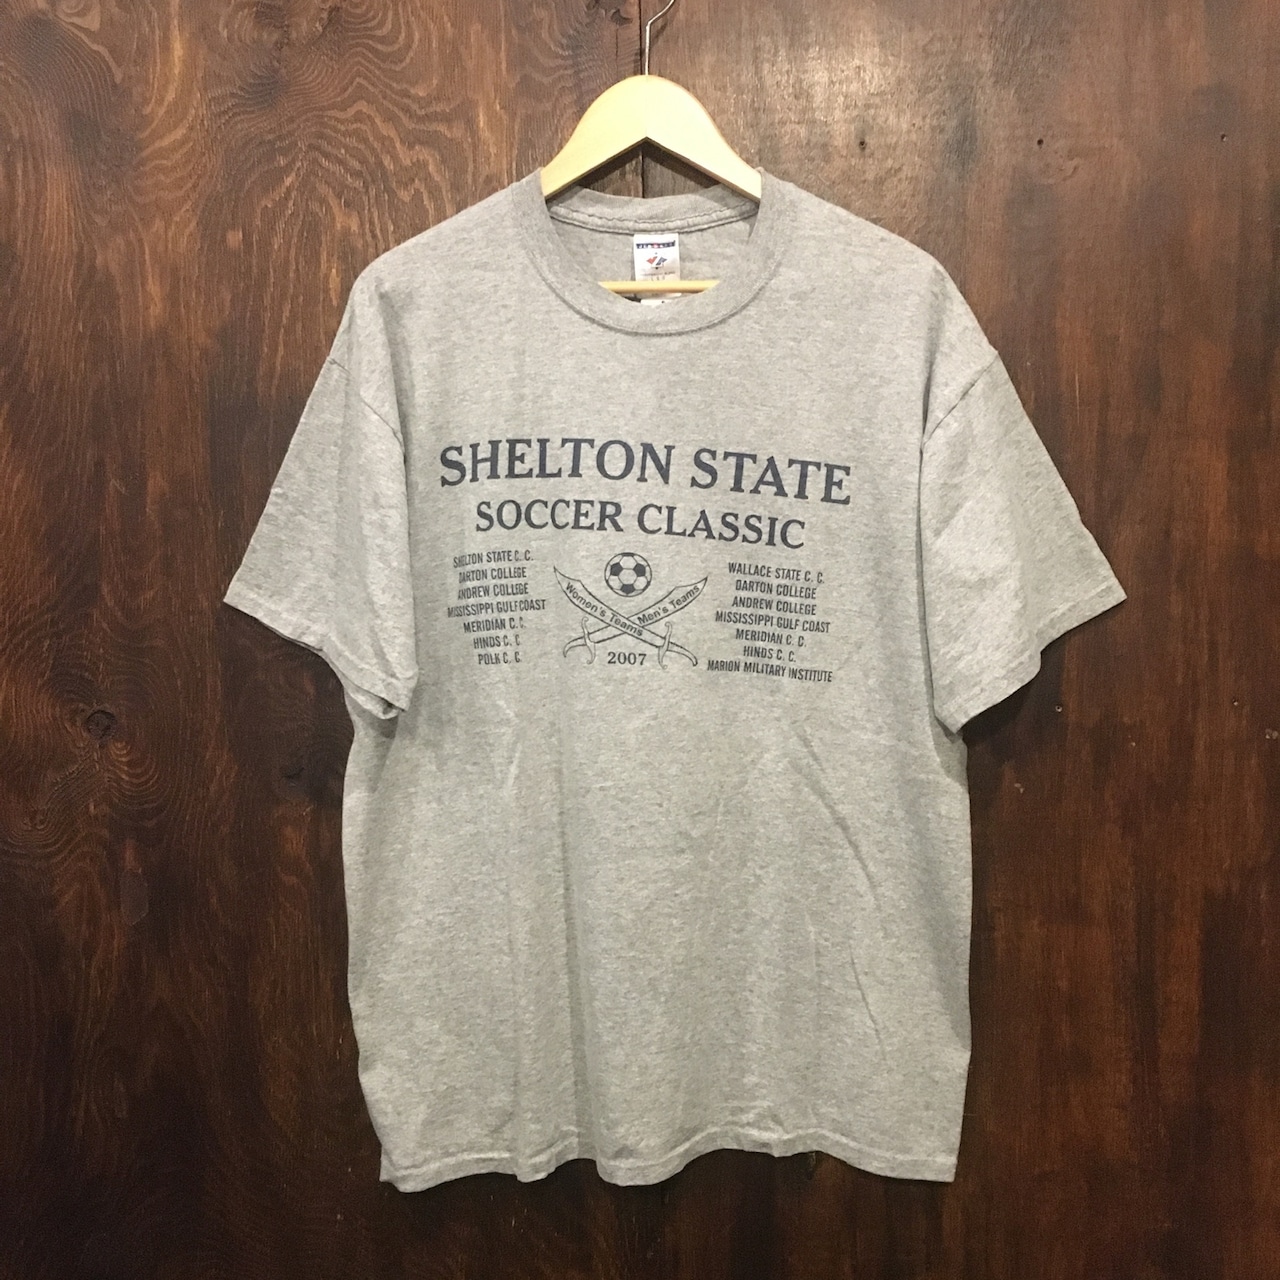 JERZEES
SHELTON STATE
SOCCER CLASSIC
SHELTON STATE C. C.
DARTON COLLEGE
ANDREW COLLEGE
MISSISSIPPI GULF COAST
MERIDIAN C. C.
HINDS C. C
POLK C. C
Women's Teams
Men's Teams
2007
WALLACE STATE C. C.
DARTON COLLEGE
ANDREW COLLEGE
MISSISSIPPI GULF COAST
MERIDIAN C. C.
HINDS C. C.
MARION MILITARY INSTITUTE